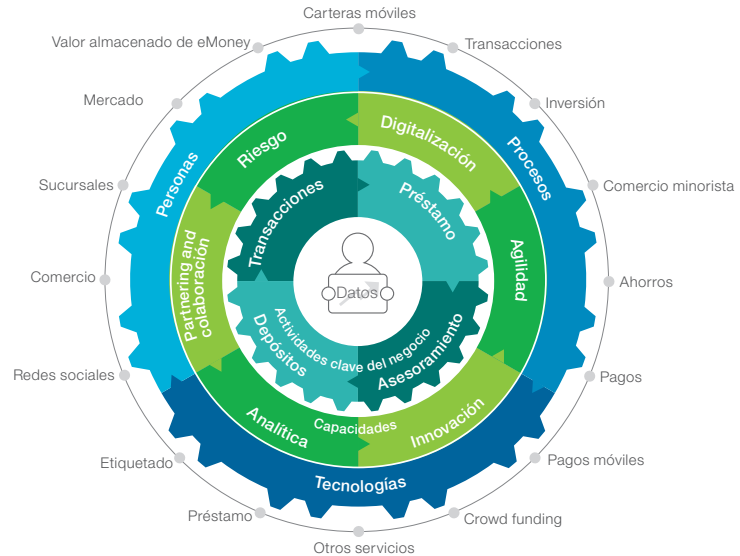 Carteras móviles
Valor almacenado de eMoney
Transacciones
Mercado
Inversión
Sucursales
Comercio minorista
Comercio
Ahorros
Redes sociales
Pagos
Etiquetado
Pagos móviles
Préstamo
Crowd funding
Otros servicios
Personas
Procesos
Tecnologías
Riesgo
Digitalización
Partnering and
colaboración
Agilidad
Analítica
Capacidades
Innovación
Transacciones
Préstamo
Depósitos
Actividades clave del negocio
Asesoramiento
Datos